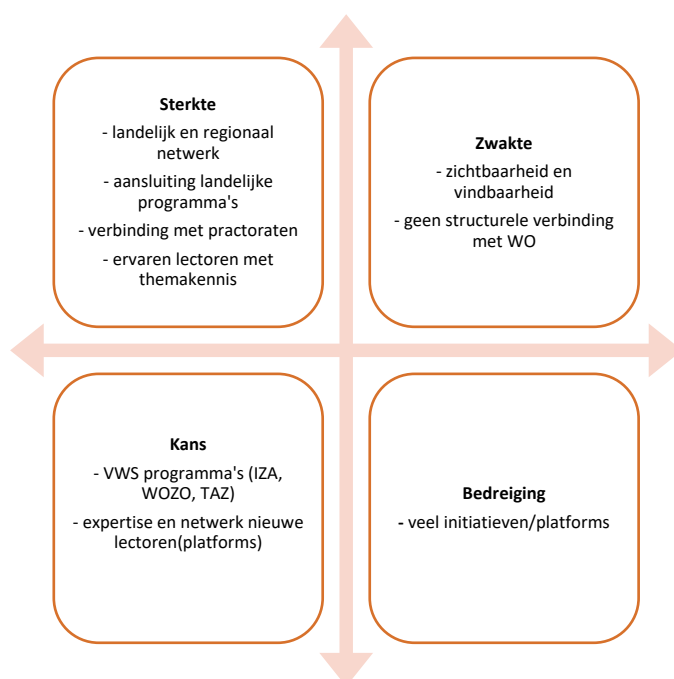 Sterkte
- landelijk en regionaal
netwerk
- aansluiting landelijke
programma's
- verbinding met practoraten
- ervaren lectoren met
themakennis
Zwakte
- zichtbaarheid en
vindbaarheid
- geen structurele verbinding
met WO
Kans
- VWS programma's (IZA,
WOZO, TAZ)
- expertise en netwerk nieuwe
lectoren(platforms)
Bedreiging
- veel initiatieven/platforms